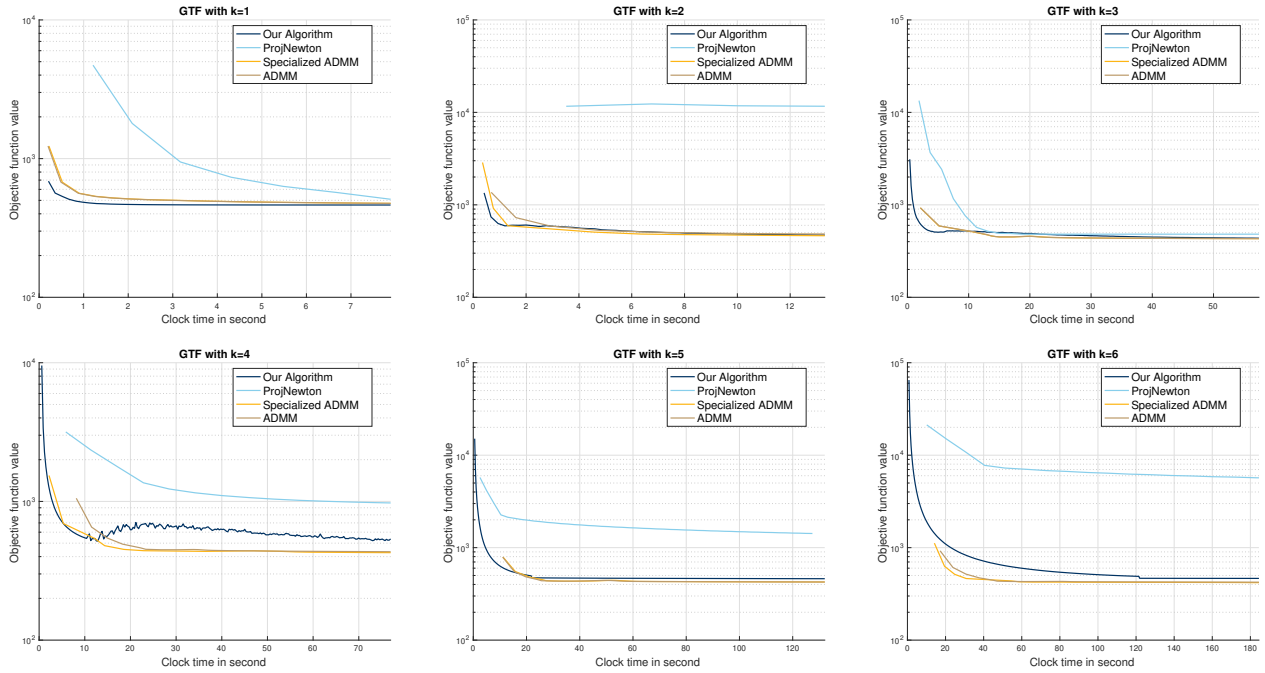 GTF with k=1
10^4
10^3
10^2
Objective function value
0 1 2 3 4 5 6 7
Clock time in second
Our Algorithm
ProjNewton
Specialized ADMM
ADMM
GTF with k=2
10^5
10^4
10^3
10^2
Objective function value
0 2 4 6 8 10 12
Clock time in second
Our Algorithm
ProjNewton
Specialized ADMM
ADMM
GTF with k=3
10^5
10^4
10^3
10^2
Objective function value
0 10 20 30 40 50
Clock time in second
Our Algorithm
ProjNewton
Specialized ADMM
ADMM
GTF with k=4
10^4
10^3
10^2
Objective function value
0 10 20 30 40 50 60 70
Clock time in second
Our Algorithm
ProjNewton
Specialized ADMM
ADMM
GTF with k=5
10^5
10^4
10^3
10^2
Objective function value
0 20 40 60 80 100 120
Clock time in second
Our Algorithm
ProjNewton
Specialized ADMM
ADMM
GTF with k=6
10^5
10^4
10^3
10^2
Objective function value
0 20 40 60 80 100 120 140 160 180
Clock time in second
Our Algorithm
ProjNewton
Specialized ADMM
ADMM